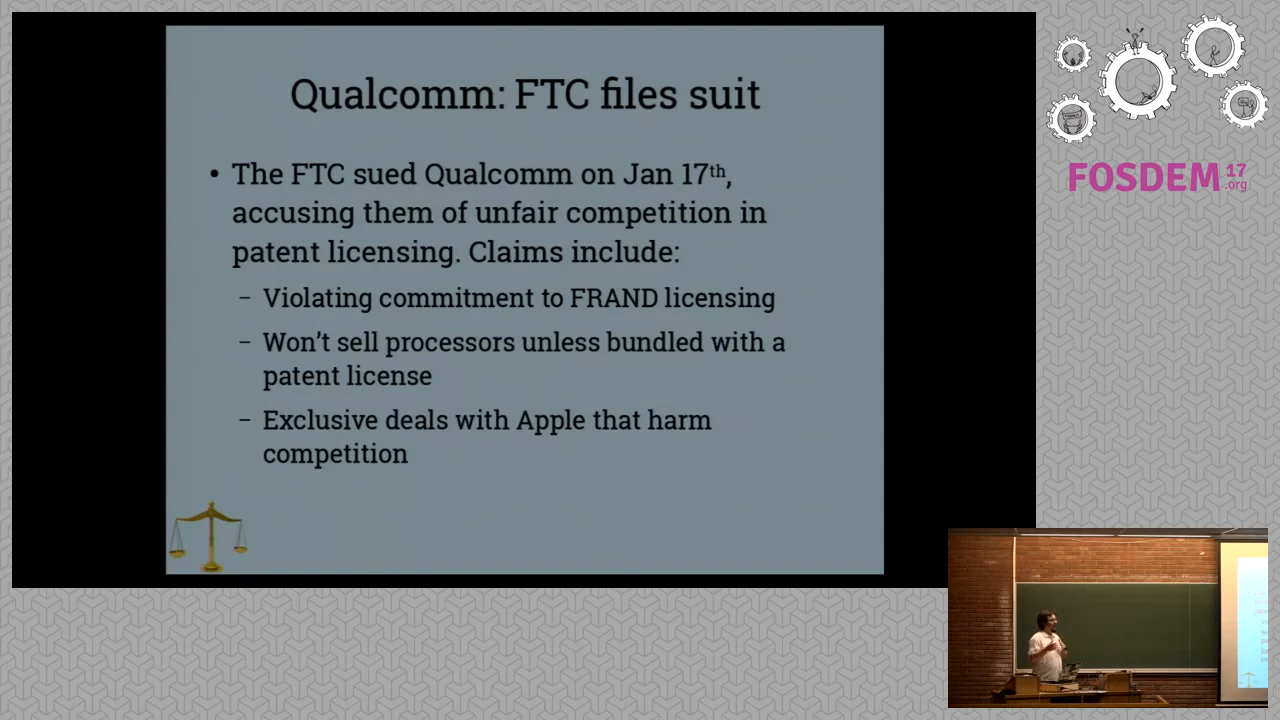 Qualcomm: FTC files suit
• The FTC sued Qualcomm on Jan 17th,
accusing them of unfair competition in
patent licensing. Claims include:
– Violating commitment to FRAND licensing
– Won't sell processors unless bundled with a
patent license
– Exclusive deals with Apple that harm
competition
FOSDEM 17
.org